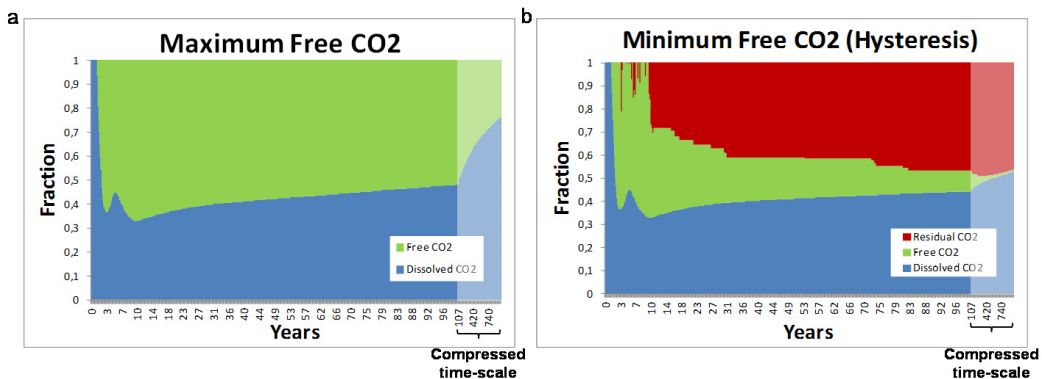 a
Maximum Free CO2
1
0,9
0,8
0,7
0,6
0,5
0,4
0,3
0,2
0,1
0
Fraction
Free CO2
Dissolved CO2
0 3 7 10 14 18 23 27 31 36 40 44 49 53 57 62 66 70 75 79 83 88 92 96 107 420 740
Years
Compressed
time-scale
b
Minimum Free CO2 (Hysteresis)
1
0,9
0,8
0,7
0,6
0,5
0,4
0,3
0,2
0,1
0
Fraction
Residual CO2
Free CO2
Dissolved CO2
0 3 7 10 14 18 23 27 31 36 40 44 49 53 57 62 66 70 75 79 83 88 92 96 107 420 740
Years
Compressed
time-scale